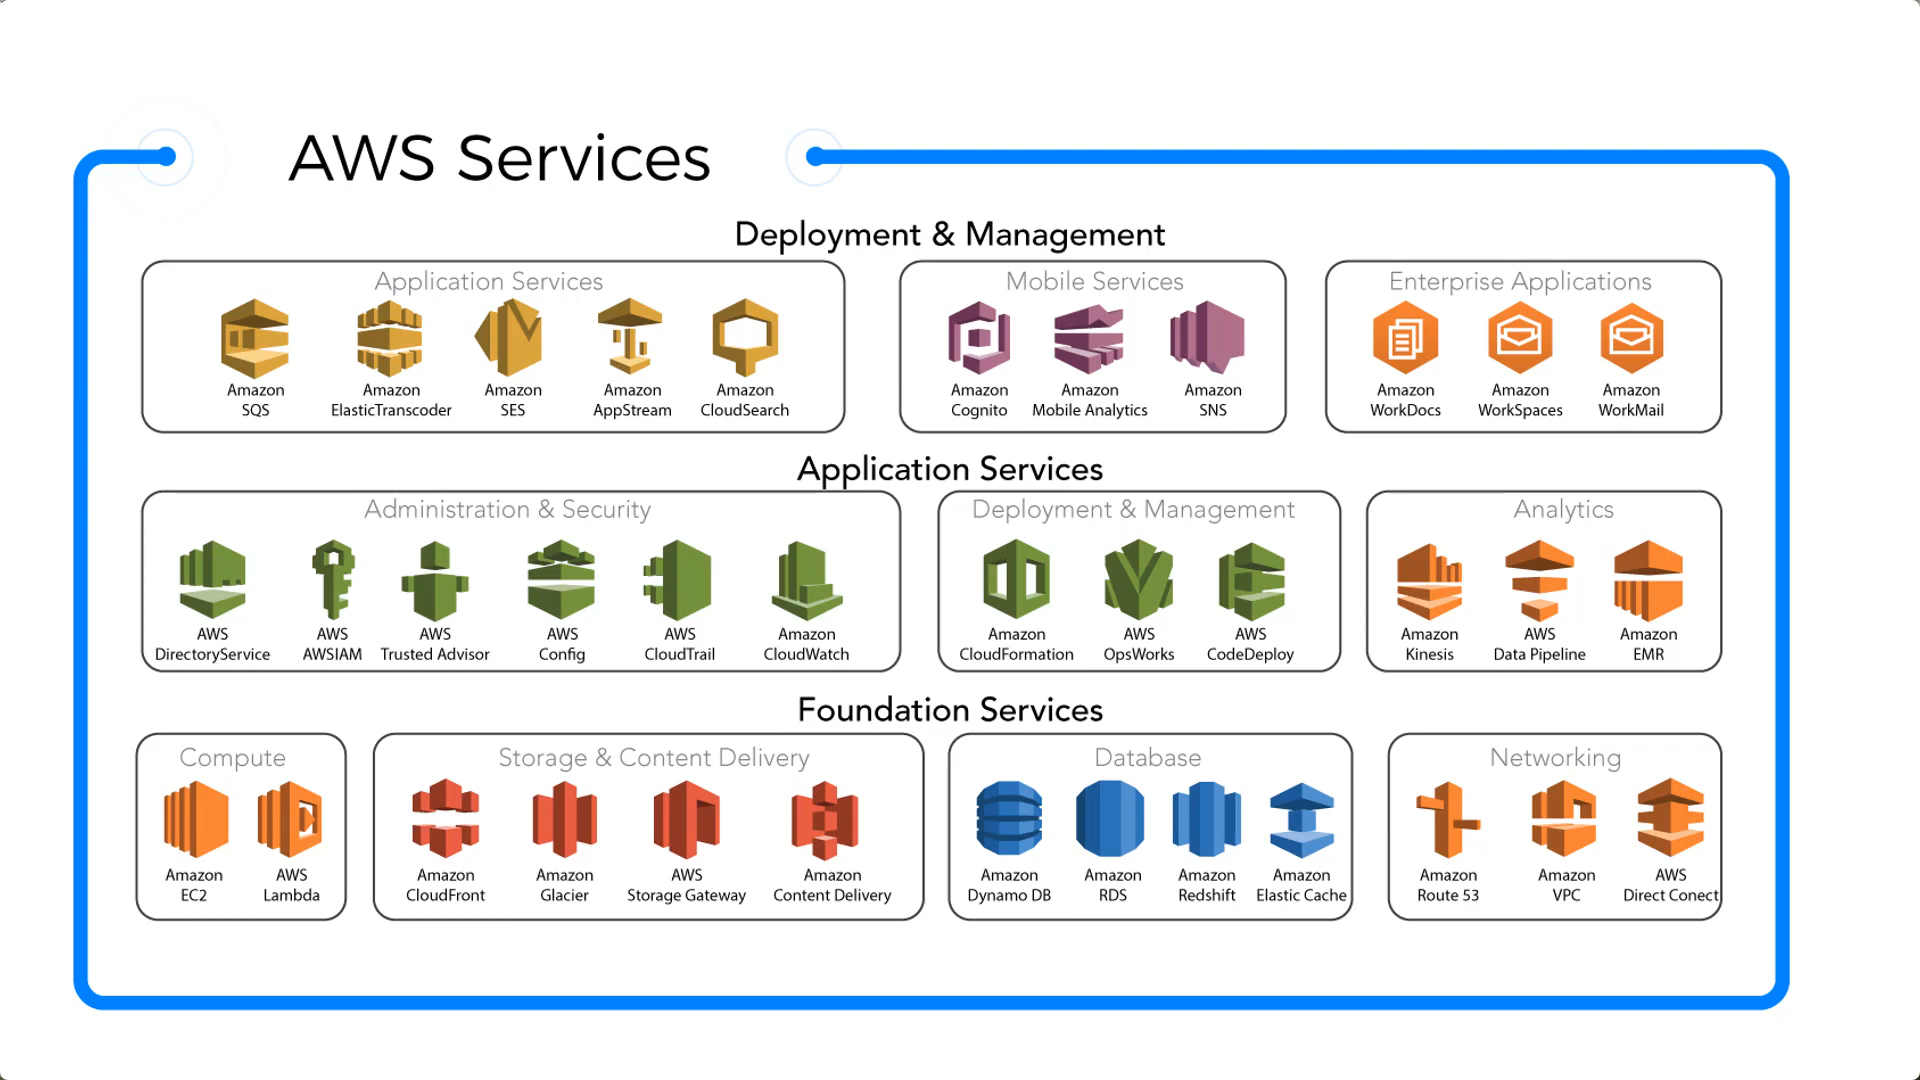 AWS Services
Deployment & Management
Application Services
Amazon
SQS
Amazon
ElasticTranscoder
Amazon
SES
Amazon
AppStream
Amazon
CloudSearch
Mobile Services
Amazon
Cognito
Amazon
Mobile Analytics
Amazon
SNS
Enterprise Applications
Amazon
WorkDocs
Amazon
WorkSpaces
Amazon
WorkMail
Application Services
Administration & Security
AWS
DirectoryService
AWS
AWSIAM
AWS
Trusted Advisor
AWS
Config
AWS
CloudTrail
Amazon
CloudWatch
Deployment & Management
Amazon
CloudFormation
AWS
OpsWorks
AWS
CodeDeploy
Analytics
Amazon
Kinesis
AWS
Data Pipeline
Amazon
EMR
Foundation Services
Compute
Amazon
EC2
AWS
Lambda
Storage & Content Delivery
Amazon
CloudFront
Amazon
Glacier
AWS
Storage Gateway
Amazon
Content Delivery
Database
Amazon
Dynamo DB
Amazon
RDS
Amazon
Redshift
Amazon
Elastic Cache
Networking
Amazon
Route 53
Amazon
VPC
AWS
Direct Conect